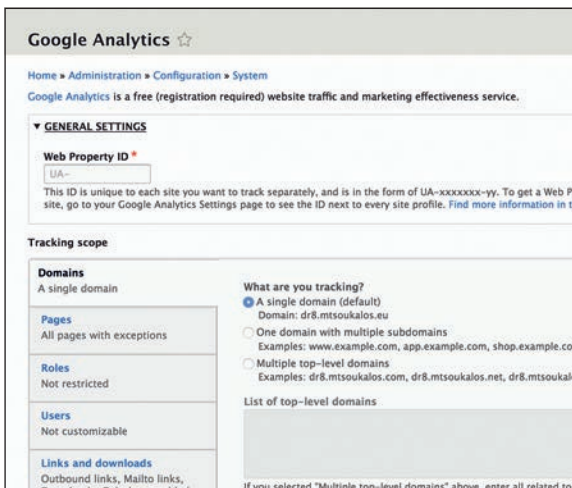 Google Analytics
Home » Administration » Configuration » System
Google Analytics is a free (registration required) website traffic and marketing effectiveness service.
▼ GENERAL SETTINGS
Web Property ID *
UA-
This ID is unique to each site you want to track separately, and is in the form of UA-xxxxxxx-yy. To get a Web
site, go to your Google Analytics Settings page to see the ID next to every site profile. Find more information in
Tracking scope
Domains
A single domain
Pages
All pages with exceptions
Roles
Not restricted
Users
Not customizable
Links and downloads
Outbound links, Mailto links,
What are you tracking?
A single domain (default)
Domain: dr8.mtsoukalos.eu
One domain with multiple subdomains
Examples: www.example.com, app.example.com, shop.example.co
Multiple top-level domains
Examples: dr8.mtsoukalos.com, dr8.mtsoukalos.net, dr8.mtsoukalo
List of top-level domains
If you selected "Multiple top-level domains" above, enter all related to